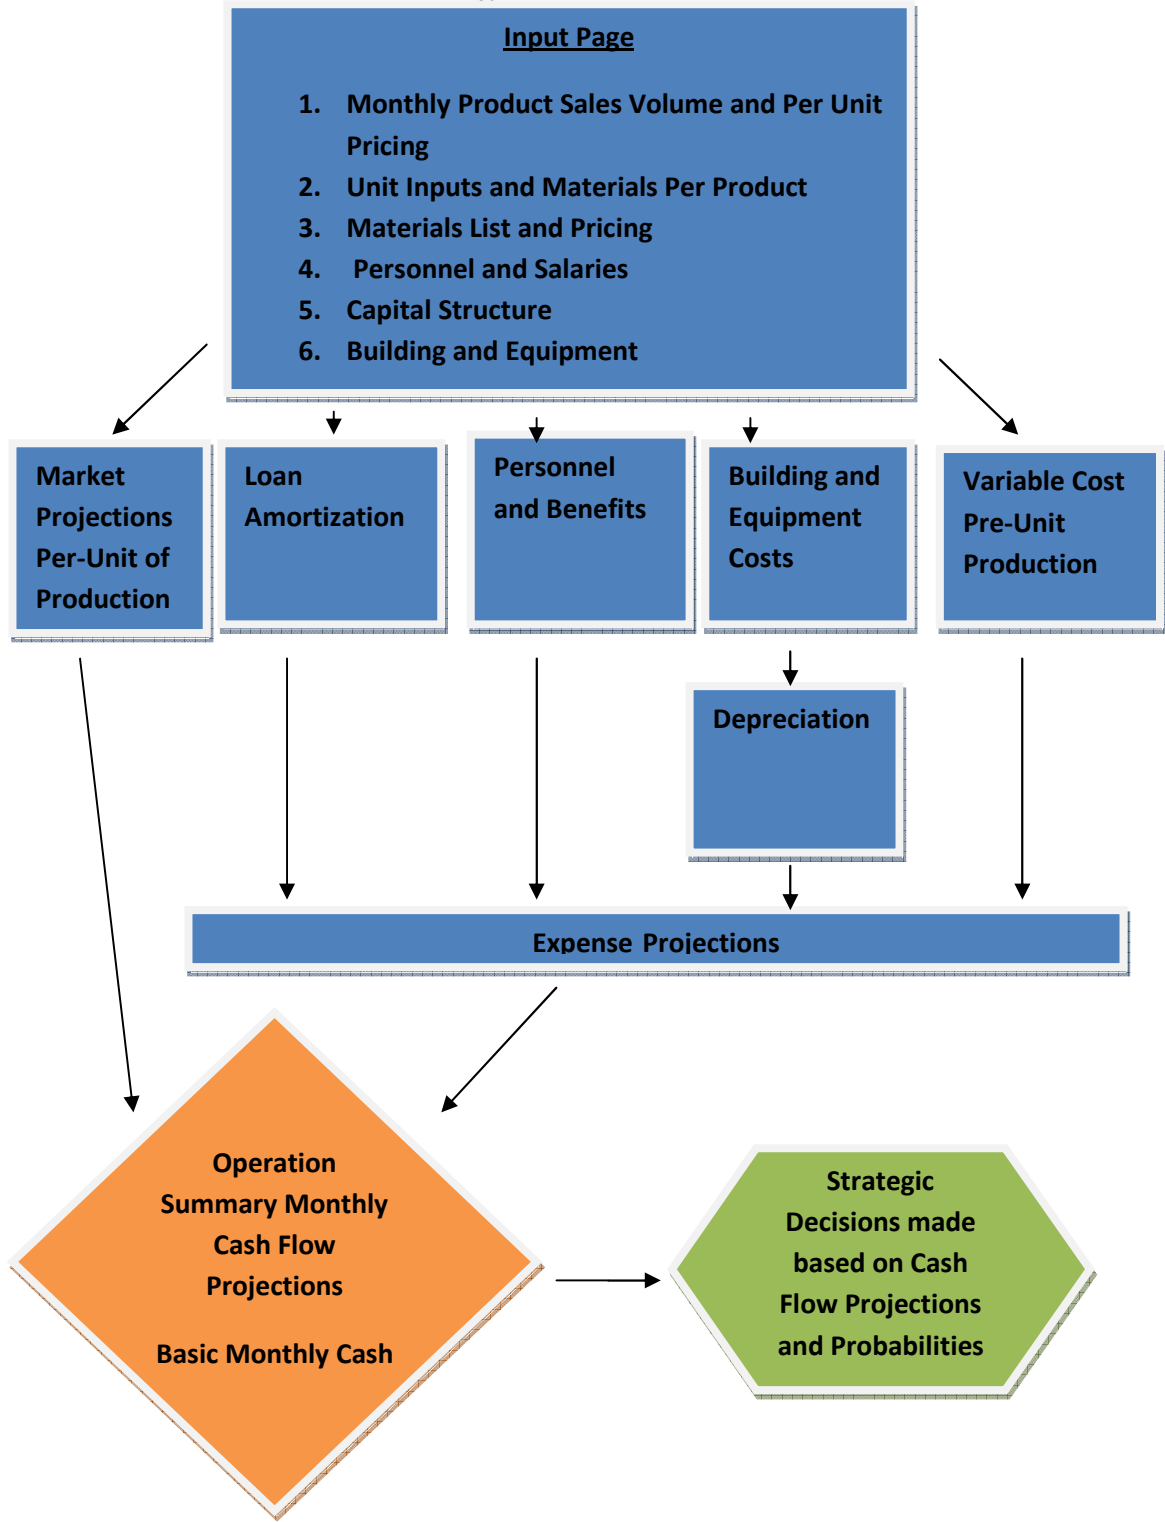 Input Page
1. Monthly Product Sales Volume and Per Unit
Pricing
2. Unit Inputs and Materials Per Product
3. Materials List and Pricing
4. Personnel and Salaries
5. Capital Structure
6. Building and Equipment
Market
Projections
Per-Unit of
Production
Loan
Amortization
Personnel
and Benefits
Building and
Equipment
Costs
Variable Cost
Pre-Unit
Production
Depreciation
Expense Projections
Operation
Summary Monthly
Cash Flow
Projections
Basic Monthly Cash
Strategic
Decisions made
based on Cash
Flow Projections
and Probabilities